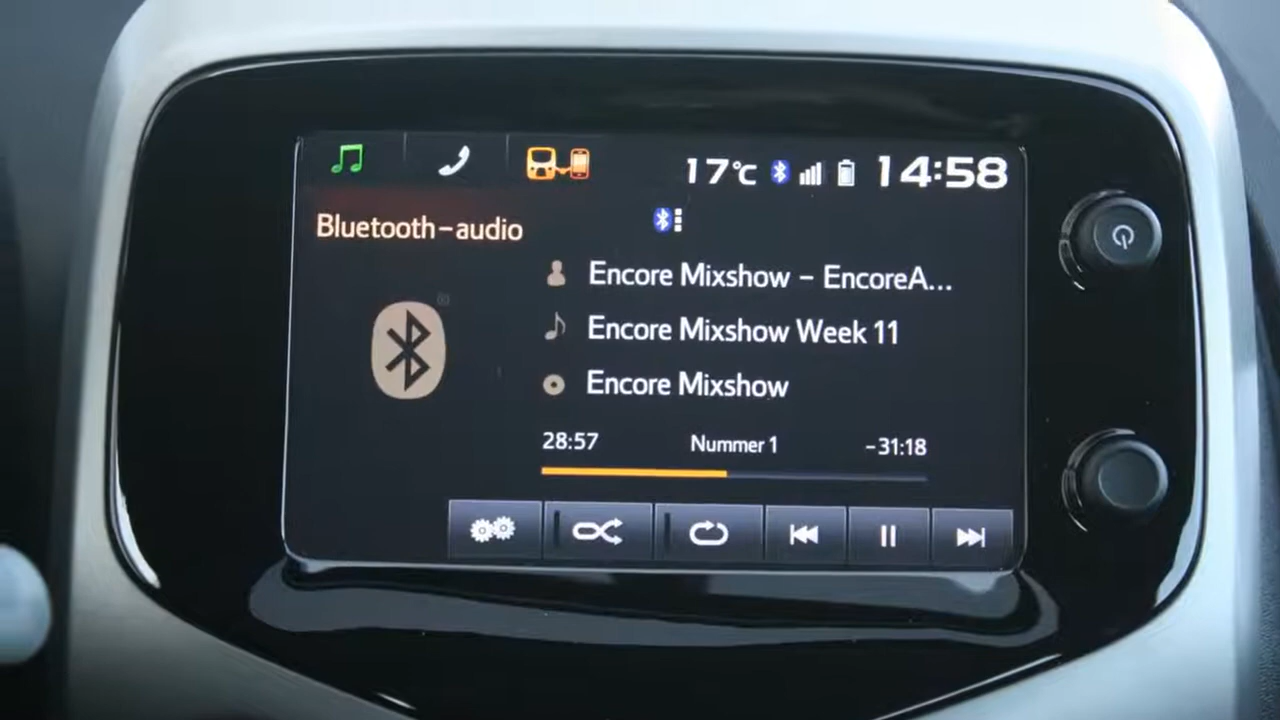 17°C 14:58
Bluetooth-audio
Encore Mixshow - EncoreA...
Encore Mixshow Week 11
Encore Mixshow
28:57 Nummer 1 -31:18